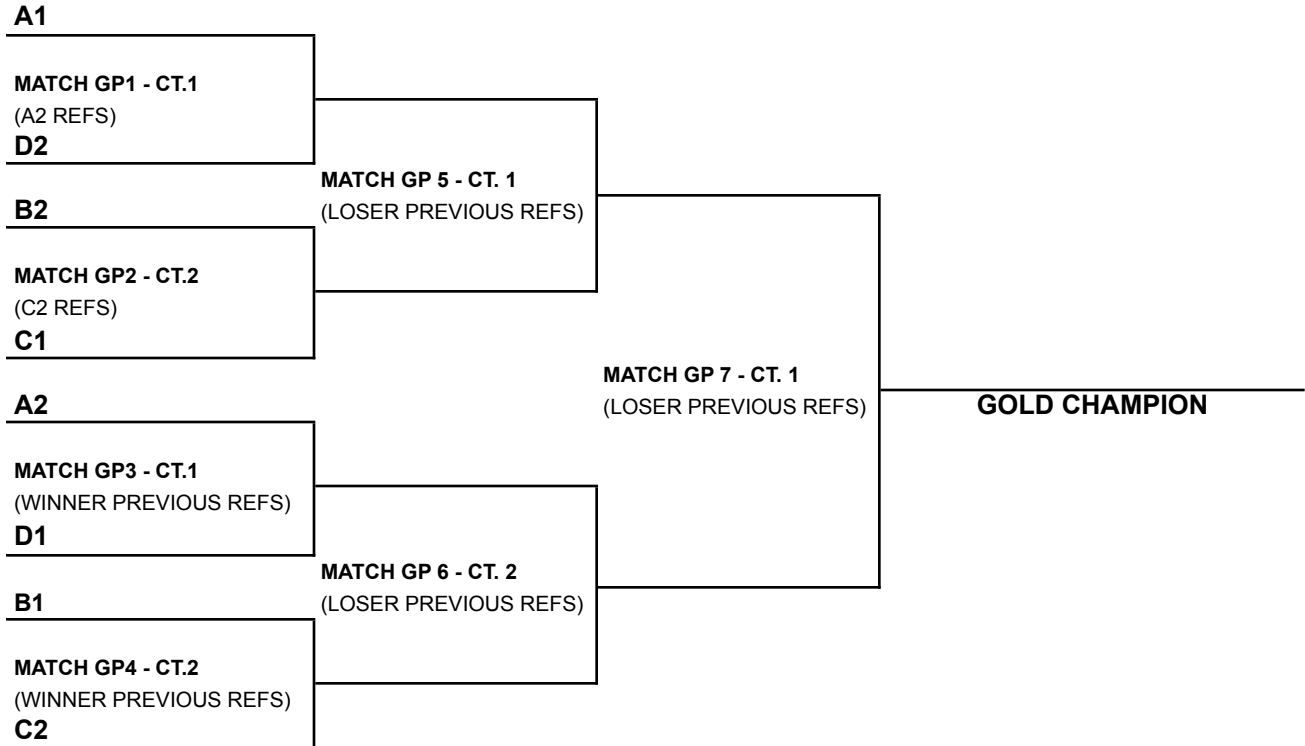 A1
MATCH GP1 - CT.1
(A2 REFS)
D2
MATCH GP 5 - CT. 1
(LOSER PREVIOUS REFS)
B2
MATCH GP2 - CT.2
(C2 REFS)
C1
MATCH GP 7 - CT. 1
(LOSER PREVIOUS REFS)
GOLD CHAMPION
A2
MATCH GP3 - CT.1
(WINNER PREVIOUS REFS)
D1
MATCH GP 6 - CT. 2
(LOSER PREVIOUS REFS)
B1
MATCH GP4 - CT.2
(WINNER PREVIOUS REFS)
C2